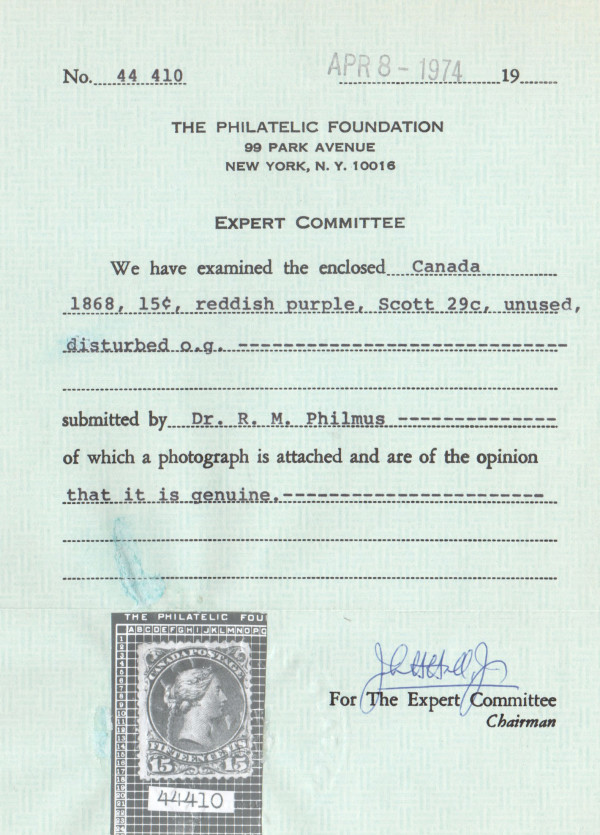 No. 44 410 APR 8 - 1974 19
THE PHILATELIC FOUNDATION
99 PARK AVENUE
NEW YORK, N. Y. 10016
EXPERT COMMITTEE
We have examined the enclosed Canada
1868, 15¢, reddish purple, Scott 29c, unused,
disturbed o.g.
submitted by Dr. R. M. Philmus
of which a photograph is attached and are of the opinion
that it is genuine.
THE PHILATELIC FOU
A B C D E F G H I J K L M N O P C
CANADA POSTAGE
FIFTEEN CENTS
15 15
44410
For The Expert Committee
Chairman